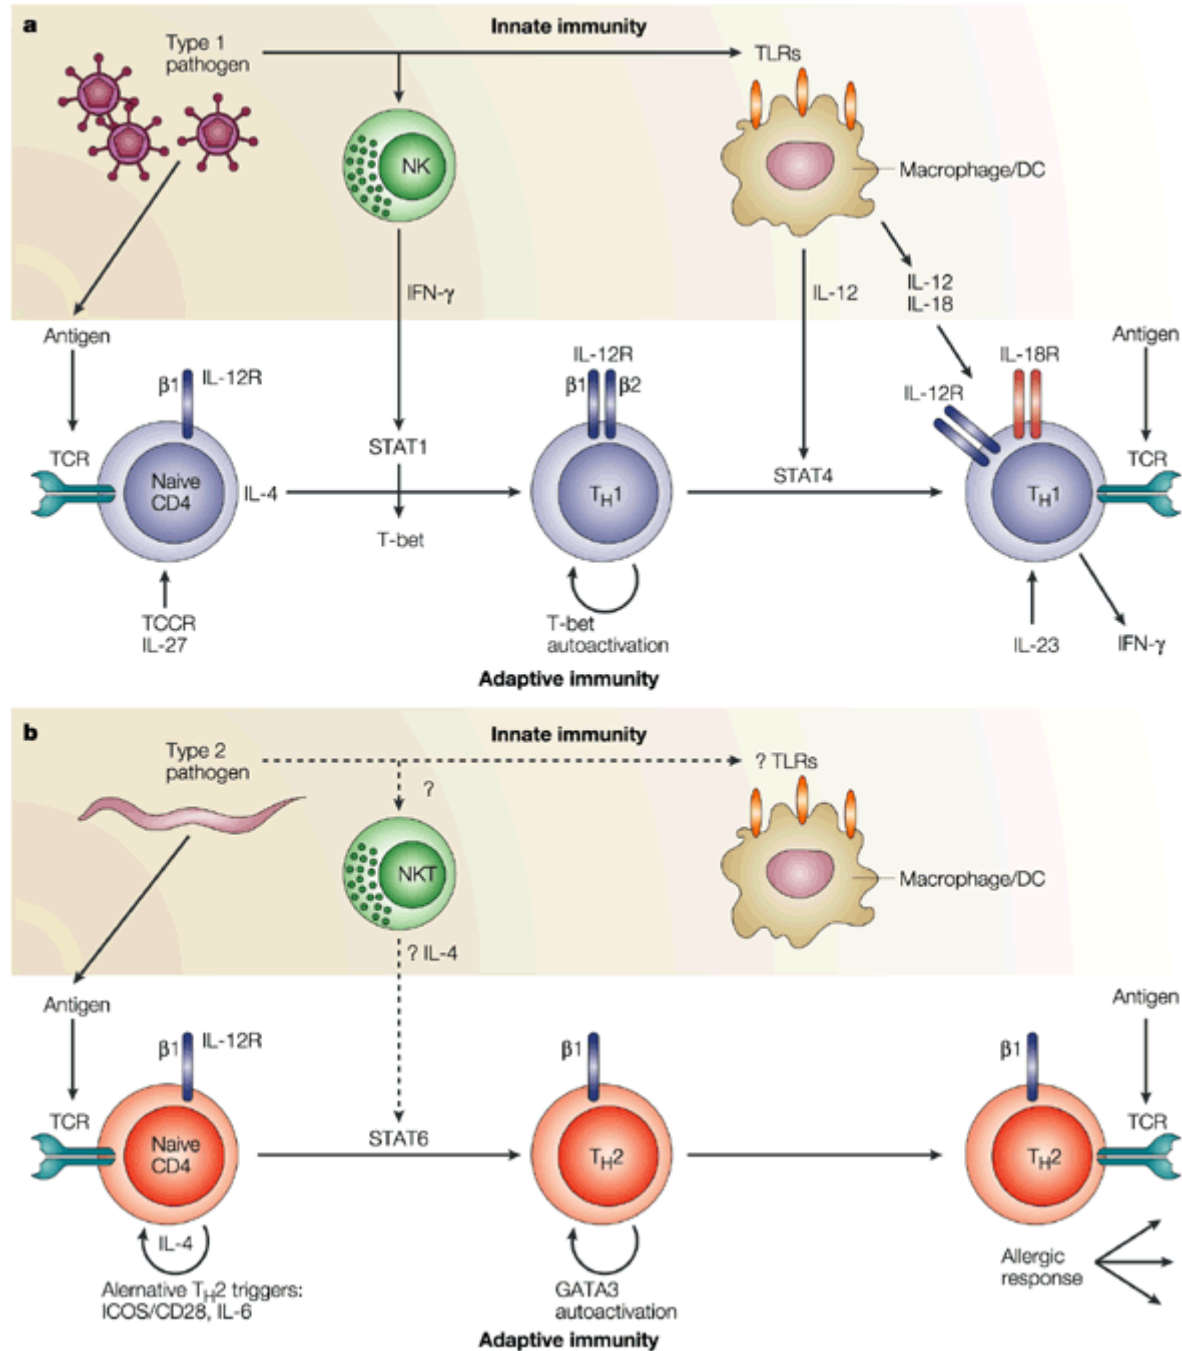 a
Innate immunity
Type 1
pathogen
TLRs
NK
Macrophage/DC
IFN-γ
IL-12
IL-12
IL-18
Antigen
Antigen
β1
IL-12R
IL-12R
β1
β2
IL-18R
IL-12R
TCR
STAT1
TCR
Naive
CD4
IL-4
TH1
STAT4
TH1
T-bet
TCCR
IL-27
T-bet
autoactivation
IL-23
IFN-γ
Adaptive immunity
b
Innate immunity
Type 2
pathogen
? TLRs
?
NKT
Macrophage/DC
? IL-4
Antigen
Antigen
β1
IL-12R
β1
β1
TCR
STAT6
TCR
Naive
CD4
TH2
TH2
IL-4
Alernative TH2 triggers:
ICOS/CD28, IL-6
GATA3
autoactivation
Allergic
response
Adaptive immunity